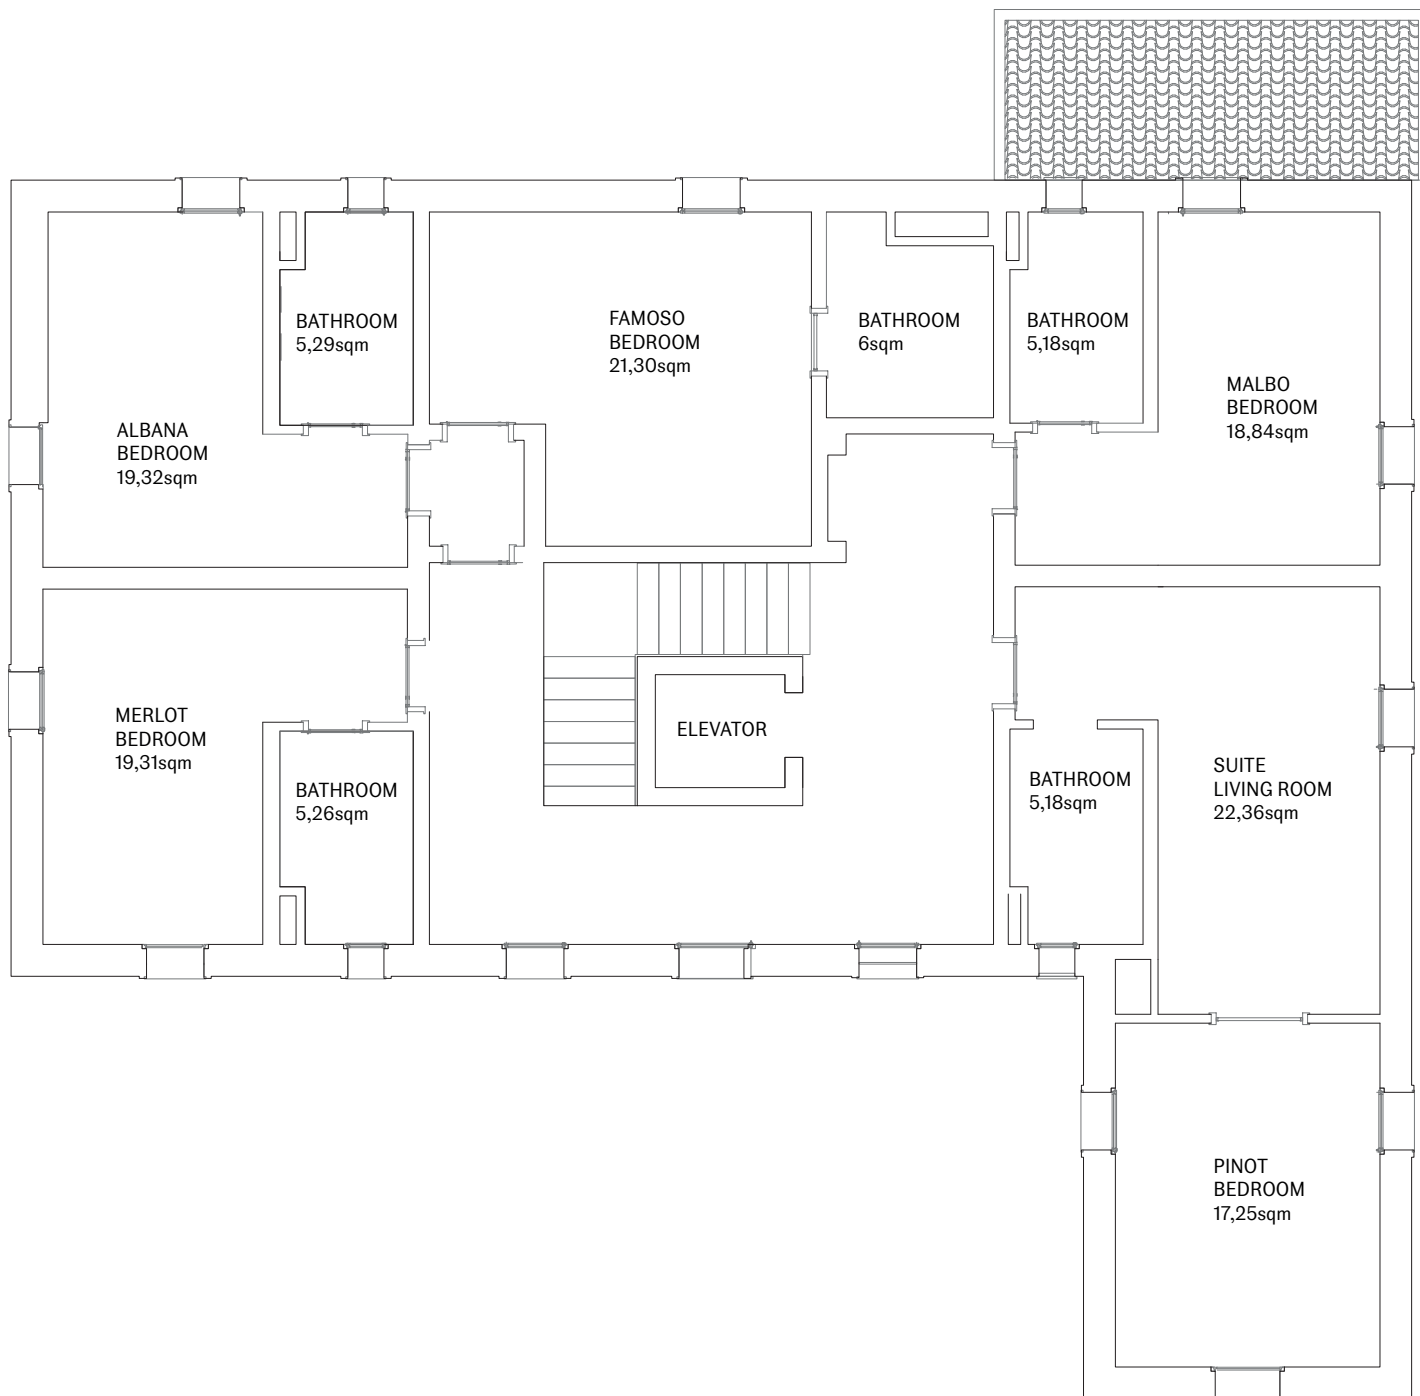 BATHROOM
5,29sqm
FAMOSO
BEDROOM
21,30sqm
BATHROOM
6sqm
BATHROOM
5,18sqm
MALBO
BEDROOM
18,84sqm
ALBANA
BEDROOM
19,32sqm
MERLOT
BEDROOM
19,31sqm
BATHROOM
5,26sqm
ELEVATOR
BATHROOM
5,18sqm
SUITE
LIVING ROOM
22,36sqm
PINOT
BEDROOM
17,25sqm